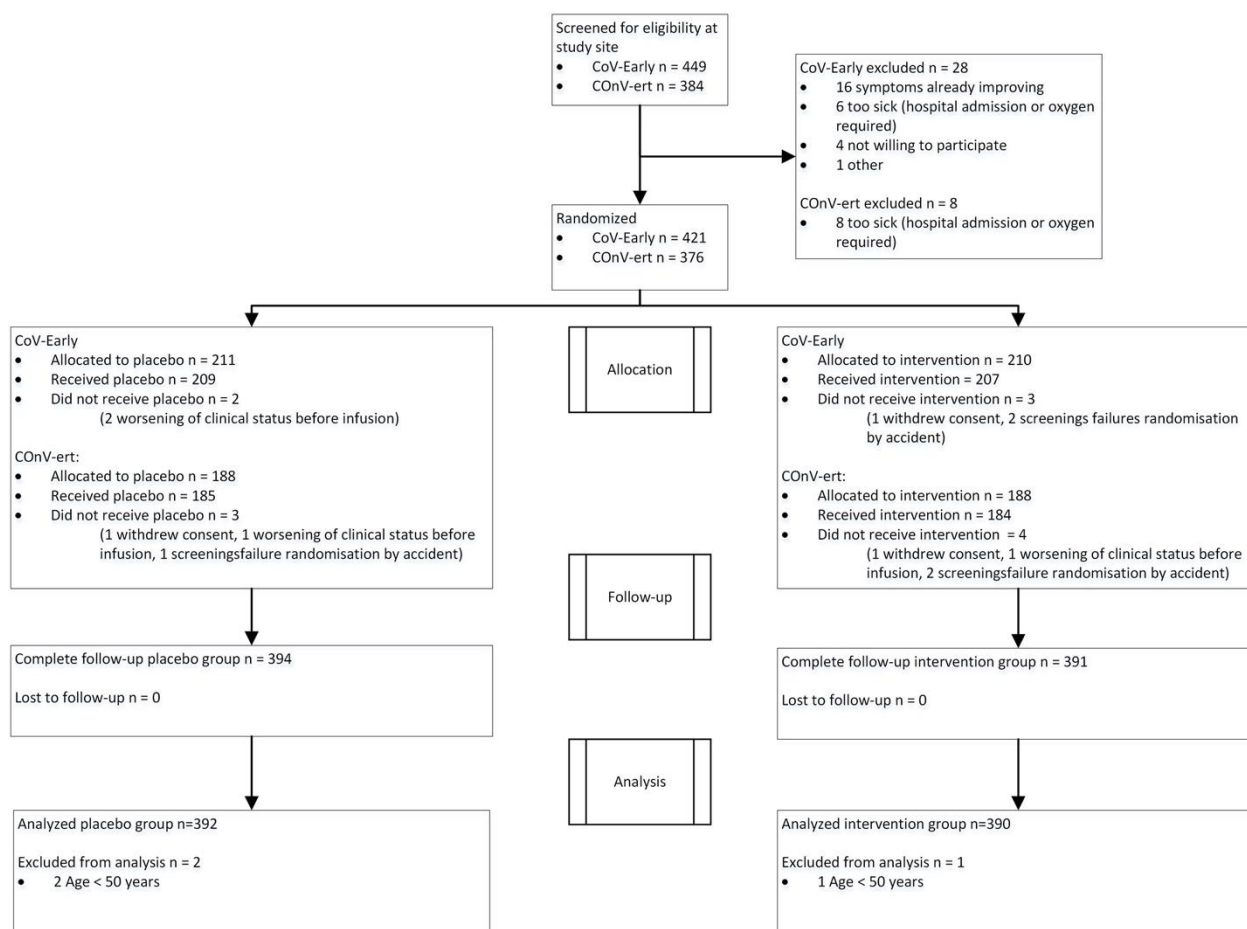 Screened for eligibility at
study site
• CoV-Early n = 449
• COnV-ert n = 384
CoV-Early excluded n = 28
• 16 symptoms already improving
• 6 too sick (hospital admission or oxygen
required)
• 4 not willing to participate
• 1 other
COnV-ert excluded n = 8
• 8 too sick (hospital admission or oxygen
required)
Randomized
• CoV-Early n = 421
• COnV-ert n = 376
CoV-Early
• Allocated to placebo n = 211
• Received placebo n = 209
• Did not receive placebo n = 2
(2 worsening of clinical status before infusion)
COnV-ert:
• Allocated to placebo n = 188
• Received placebo n = 185
• Did not receive placebo n = 3
(1 withdrew consent, 1 worsening of clinical status before
infusion, 1 screeningsfailure randomisation by accident)
Allocation
CoV-Early
• Allocated to intervention n = 210
• Received intervention = 207
• Did not receive intervention n = 3
(1 withdrew consent, 2 screenings failures randomisation
by accident)
COnV-ert:
• Allocated to intervention n = 188
• Received intervention n = 184
• Did not receive intervention = 4
(1 withdrew consent, 1 worsening of clinical status before
infusion, 2 screeningsfailure randomisation by accident)
Follow-up
Complete follow-up placebo group n = 394
Lost to follow-up n = 0
Complete follow-up intervention group n = 391
Lost to follow-up n = 0
Analysis
Analyzed placebo group n=392
Excluded from analysis n = 2
• 2 Age < 50 years
Analyzed intervention group n=390
Excluded from analysis n = 1
• 1 Age < 50 years